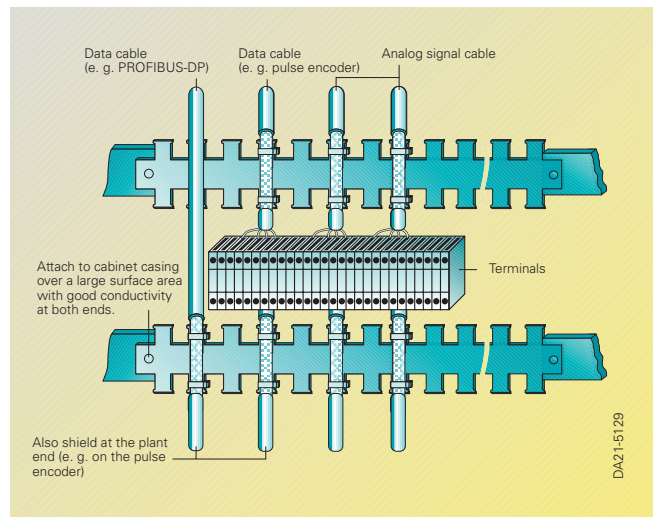 Data cable
(e. g. PROFIBUS-DP)
Data cable
(e. g. pulse encoder)
Analog signal cable
Attach to cabinet casing
over a large surface area
with good conductivity
at both ends.
Terminals
Also shield at the plant
end (e. g. on the pulse
encoder)
DA21-5129